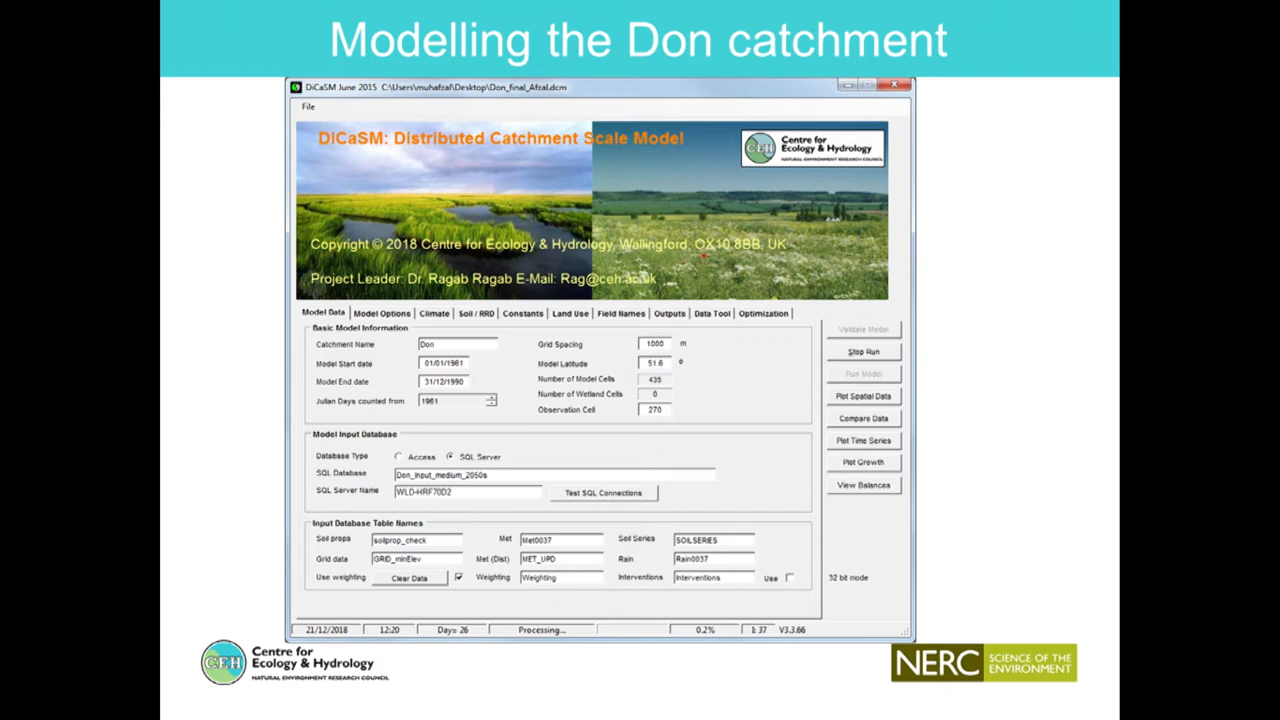 Modelling the Don catchment
DiCaSM June 2015 C:\Users\muhafzal\Desktop\Don_final_Afzal.dcm
File
DiCaSM: Distributed Catchment Scale Model
CEH
Centre for
Ecology & Hydrology
NATURAL ENVIRONMENT RESEARCH COUNCIL
Copyright © 2018 Centre for Ecology & Hydrology, Wallingford, OX10 8BB, UK
Project Leader: Dr. Ragab Ragab E-Mail: Rag@ceh.ac.uk
Model Data Model Options Climate Soil / RRD Constants Land Use Field Names Outputs Data Tool Optimization
Basic Model Information
Catchment Name Don Grid Spacing 1000 m
Model Start date 01/01/1961 Model Latitude 51.6 º
Model End date 31/12/1990 Number of Model Cells 435
Number of Wetland Cells 0
Julian Days counted from 1961 Observation Cell 270
Validate Model
Stop Run
Run Model
Plot Spatial Data
Compare Data
Plot Time Series
Plot Growth
View Balances
Model Input Database
Database Type Access SQL Server
SQL Database Don_input_medium_2050s
SQL Server Name WLD-HRF70D2 Test SQL Connections
Input Database Table Names
Soil props soilprop_check Met Met0037 Soil Series SOILSERIES
Grid data GRID_minElev Met (Dist) MET_UPD Rain Rain0037
Use weighting Clear Data Weighting Weighting Interventions Interventions Use
32 bit mode
21/12/2018 12:20 Day= 26 Processing... 0.2% I: 37 V3.3.66
CEH
Centre for
Ecology & Hydrology
NATURAL ENVIRONMENT RESEARCH COUNCIL
NERC SCIENCE OF THE
ENVIRONMENT